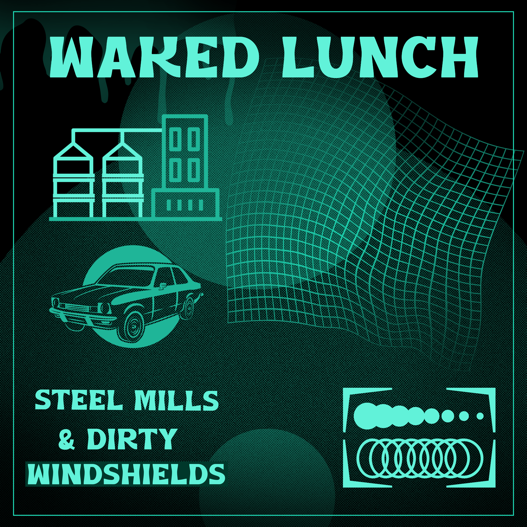 WAKED LUNCH
STEEL MILLS
& DIRTY
WINDSHIELDS